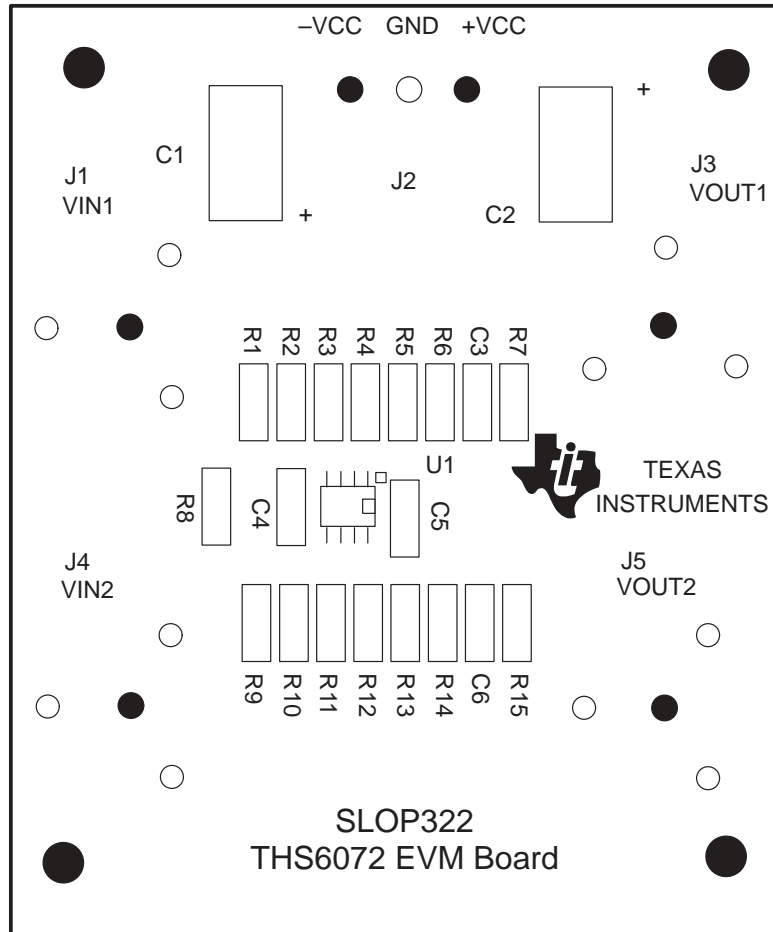 –VCC GND +VCC
+
C1
J1
VIN1
J2
J3
VOUT1
C2
+
R1 R2 R3 R4 R5 R6 C3 R7
U1
TEXAS
INSTRUMENTS
R8 C4 C5
J4
VIN2
J5
VOUT2
R9 R10 R11 R12 R13 R14 C6 R15
SLOP322
THS6072 EVM Board